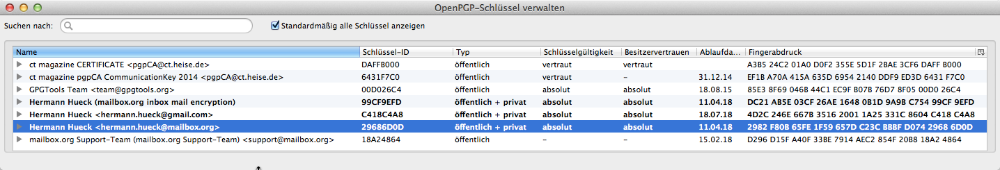 OpenPGP-Schlüssel verwalten
Suchen nach: Standardmäßig alle Schlüssel anzeigen
Name Schlüssel-ID Typ Schlüsselgültigkeit Besitzervertrauen Ablaufda... Fingerabdruck
ct magazine CERTIFICATE <pgpCA@ct.heise.de> DAFFB000 öffentlich vertraut vertraut A3B5 24C2 01A0 D0F2 355E 5D1F 2BAE 3CF6 DAFF B000
ct magazine pgpCA CommunicationKey 2014 <pgpCA@ct.heise.de> 6431F7C0 öffentlich vertraut – 31.12.14 EF1B A70A 415A 635D 6954 2140 DDF9 ED3D 6431 F7C0
GPGTools Team <team@gpgtools.org> 00D026C4 öffentlich absolut absolut 18.08.15 85E3 8F69 046B 44C1 EC9F B07B 76D7 8F05 00D0 26C4
Hermann Hueck (mailbox.org inbox mail encryption) 99CF9EFD öffentlich + privat absolut absolut 11.04.18 DC21 AB5E 03CF 26AE 1648 0B1D 9A9B C754 99CF 9EFD
Hermann Hueck <hermann.hueck@gmail.com> C418C4A8 öffentlich + privat absolut absolut 18.07.18 4D2C 246E 667B 3516 2001 1A25 331C 8604 C418 C4A8
Hermann Hueck <hermann.hueck@mailbox.org> 29686D0D öffentlich + privat absolut absolut 11.04.18 2982 F80B 65FE 1F59 657D C23C BBBF D074 2968 6D0D
mailbox.org Support-Team (mailbox.org Support-Team) <support@mailbox.org> 18A24864 öffentlich – – 15.02.18 D296 D15F A40F 33BE 7914 AEC2 854F 20B8 18A2 4864